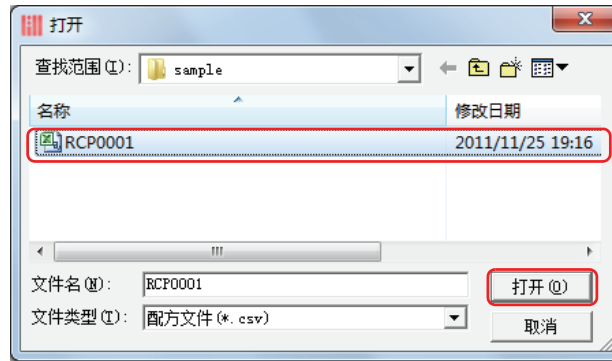 打开
查找范围(I): sample
名称 修改日期
RCP0001 2011/11/25 19:16
文件名(N): RCP0001 打开(O)
文件类型(T): 配方文件(*.csv) 取消